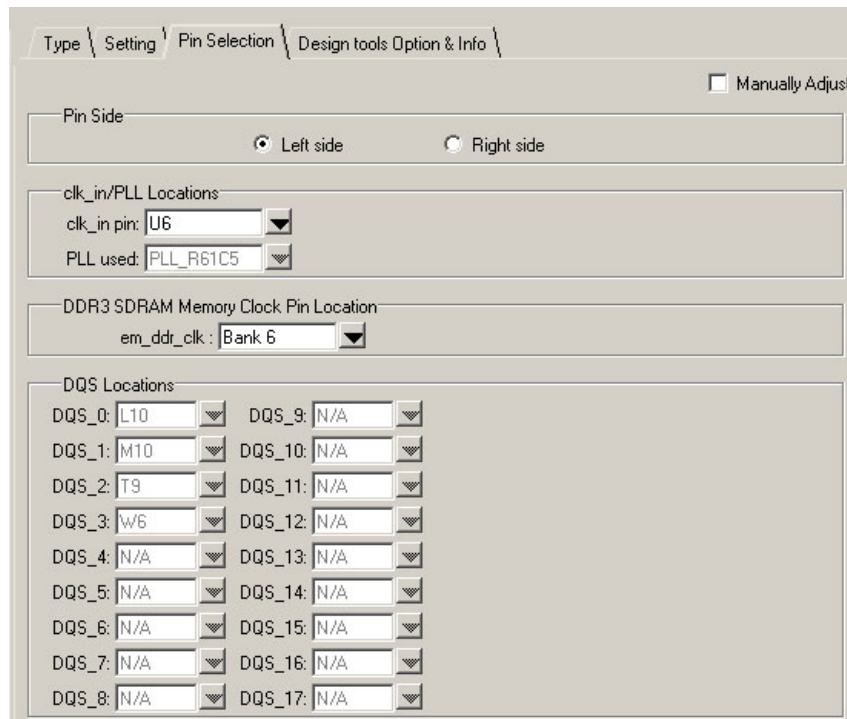 Type \ Setting \ Pin Selection \ Design tools Option & Info \
Manually Adjus
Pin Side
Left side Right side
clk_in/PLL Locations
clk_in pin: U6
PLL used: PLL_R61C5
DDR3 SDRAM Memory Clock Pin Location
em_ddr_clk : Bank 6
DQS Locations
DQS_0: L10 DQS_9: N/A
DQS_1: M10 DQS_10: N/A
DQS_2: T9 DQS_11: N/A
DQS_3: W6 DQS_12: N/A
DQS_4: N/A DQS_13: N/A
DQS_5: N/A DQS_14: N/A
DQS_6: N/A DQS_15: N/A
DQS_7: N/A DQS_16: N/A
DQS_8: N/A DQS_17: N/A